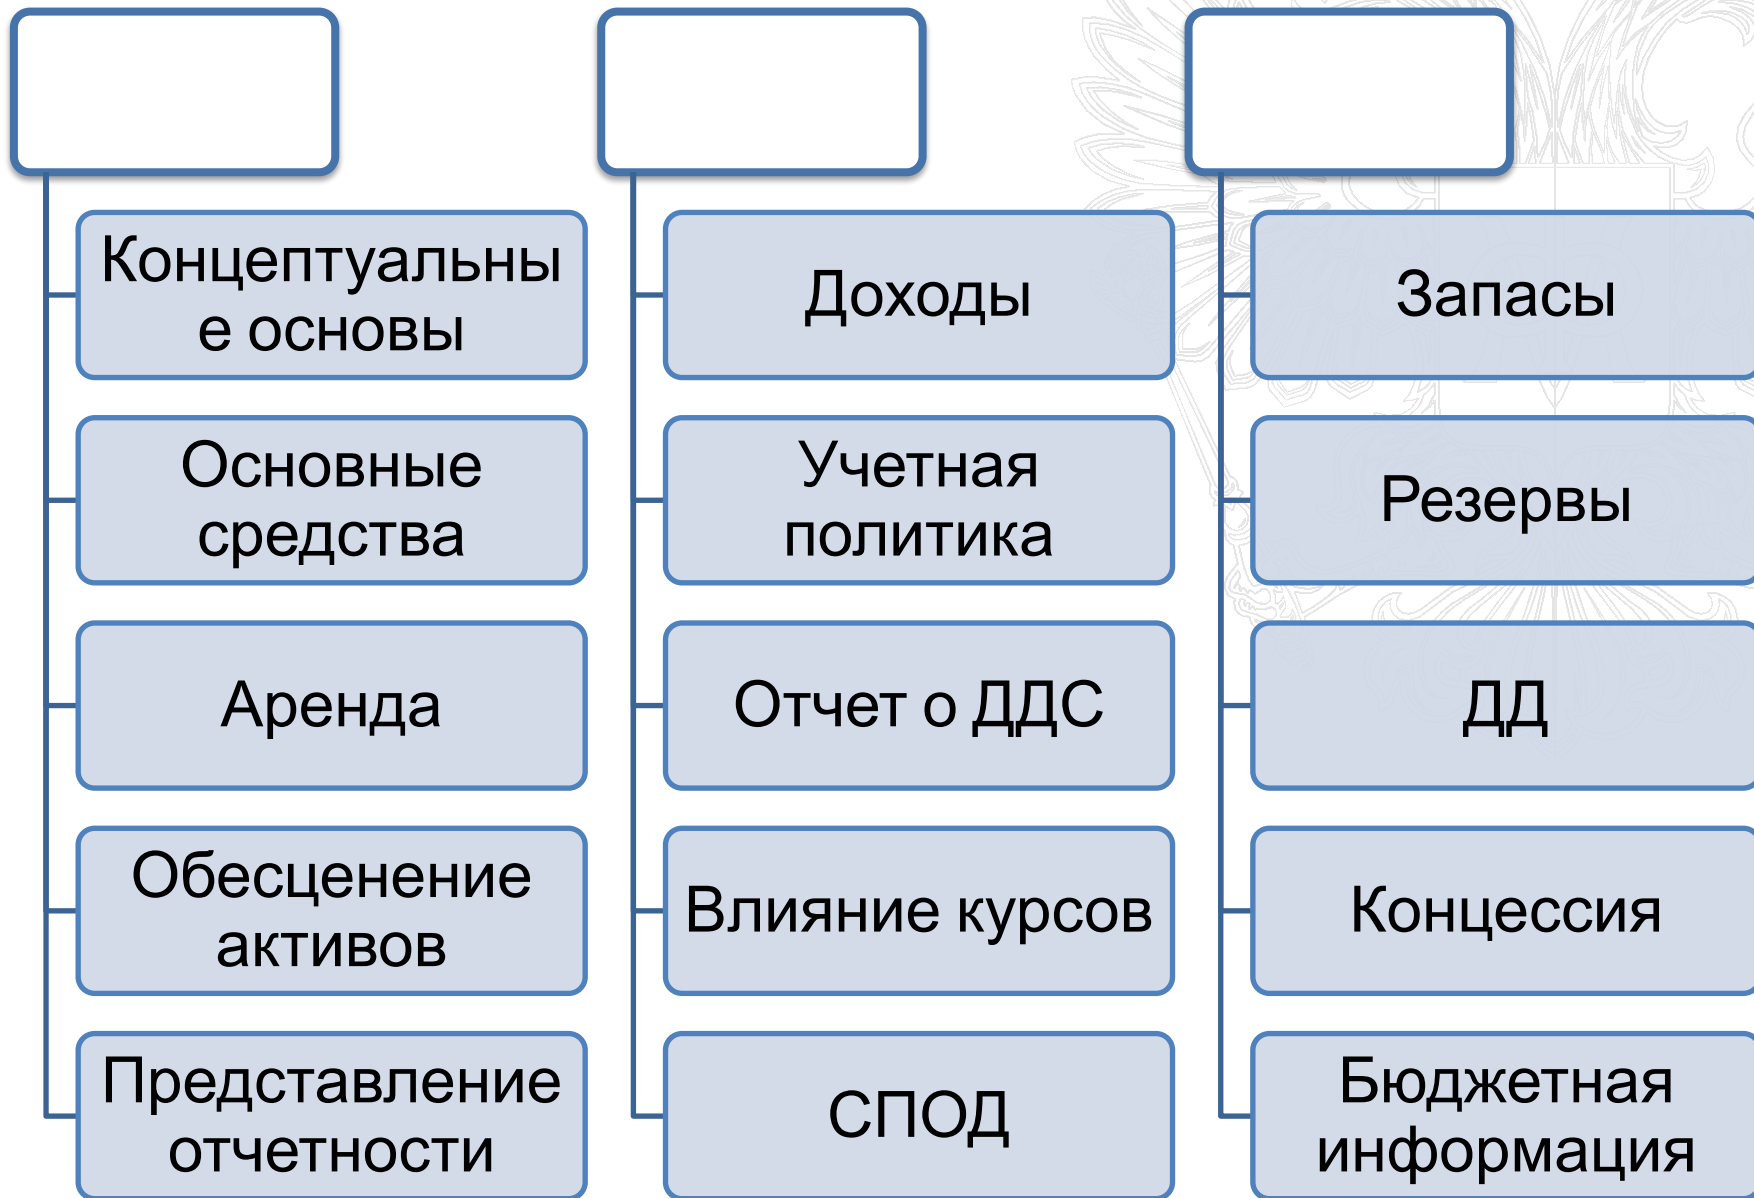 Концептуальны
е основы
Основные
средства
Аренда
Обесценение
активов
Представление
отчетности
Доходы
Учетная
политика
Отчет о ДДС
Влияние курсов
СПОД
Запасы
Резервы
ДД
Концессия
Бюджетная
информация